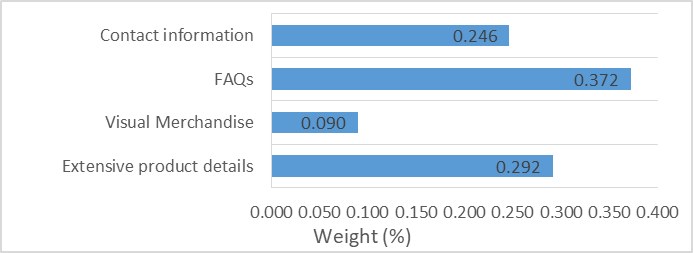 Contact information
0.246
FAQs
0.372
Visual Merchandise
0.090
Extensive product details
0.292
0.000 0.050 0.100 0.150 0.200 0.250 0.300 0.350 0.400
Weight (%)